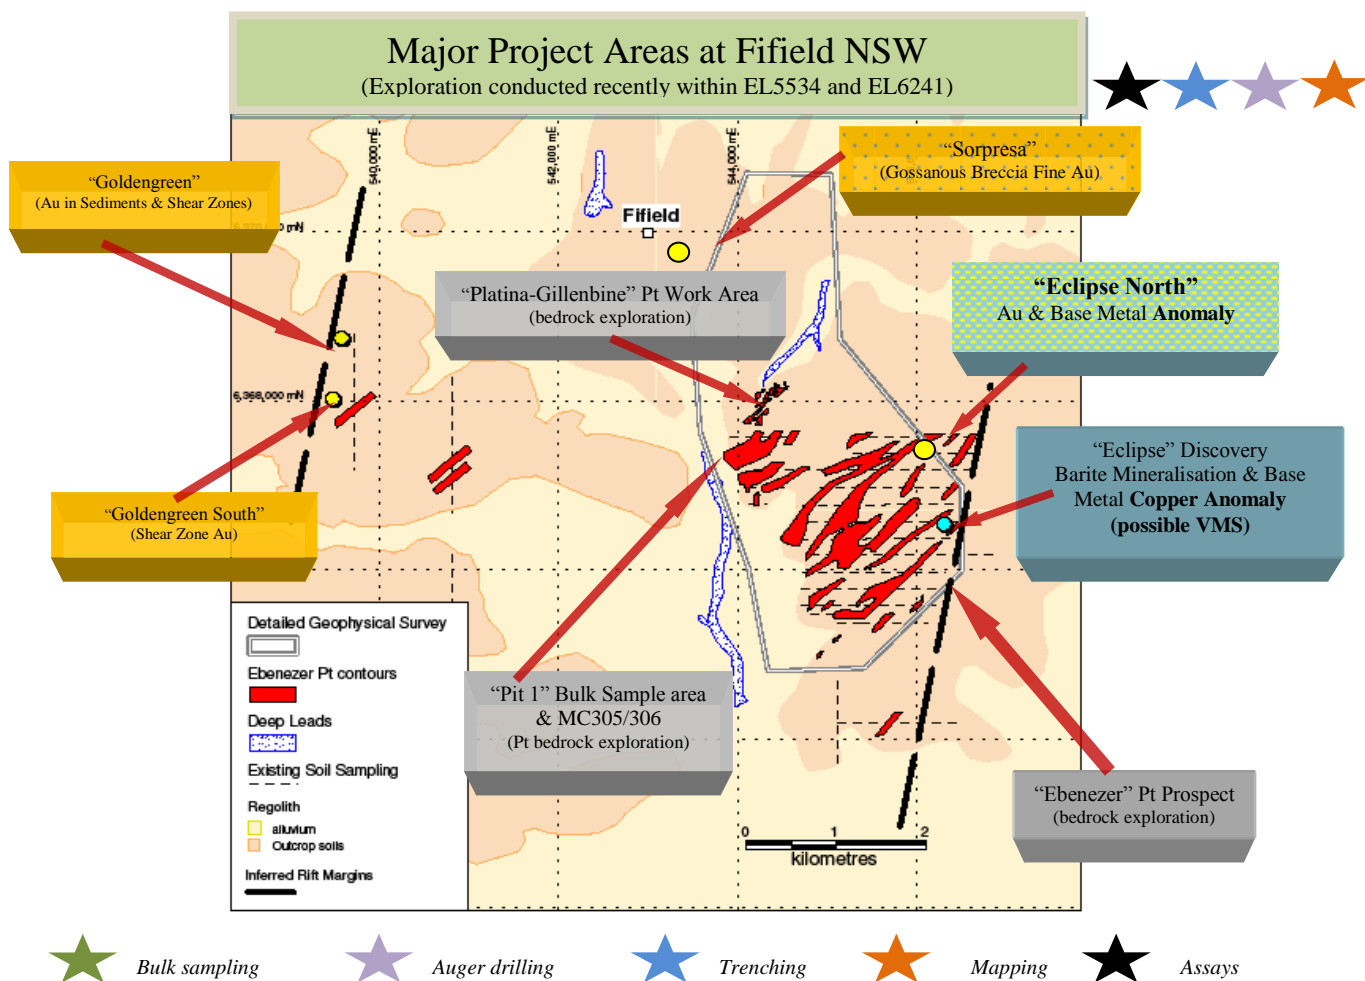 Major Project Areas at Fifield NSW
(Exploration conducted recently within EL5534 and EL6241)
540,000 mE
542,000 mE
544,000 mE
“Goldengreen”
(Au in Sediments & Shear Zones)
“Sorpresa”
(Gossanous Breccia Fine Au)
Fifield
“Platina-Gillenbine” Pt Work Area
(bedrock exploration)
“Eclipse North”
Au & Base Metal Anomaly
6,368,000 mN
“Eclipse” Discovery
Barite Mineralisation & Base
Metal Copper Anomaly
(possible VMS)
“Goldengreen South”
(Shear Zone Au)
Detailed Geophysical Survey
Ebenezer Pt contours
Deep Leads
Existing Soil Sampling
Regolith
alluvium
Outcrop soils
Inferred Rift Margins
“Pit 1” Bulk Sample area
& MC305/306
(Pt bedrock exploration)
“Ebenezer” Pt Prospect
(bedrock exploration)
0 1 2
kilometres
Bulk sampling
Auger drilling
Trenching
Mapping
Assays